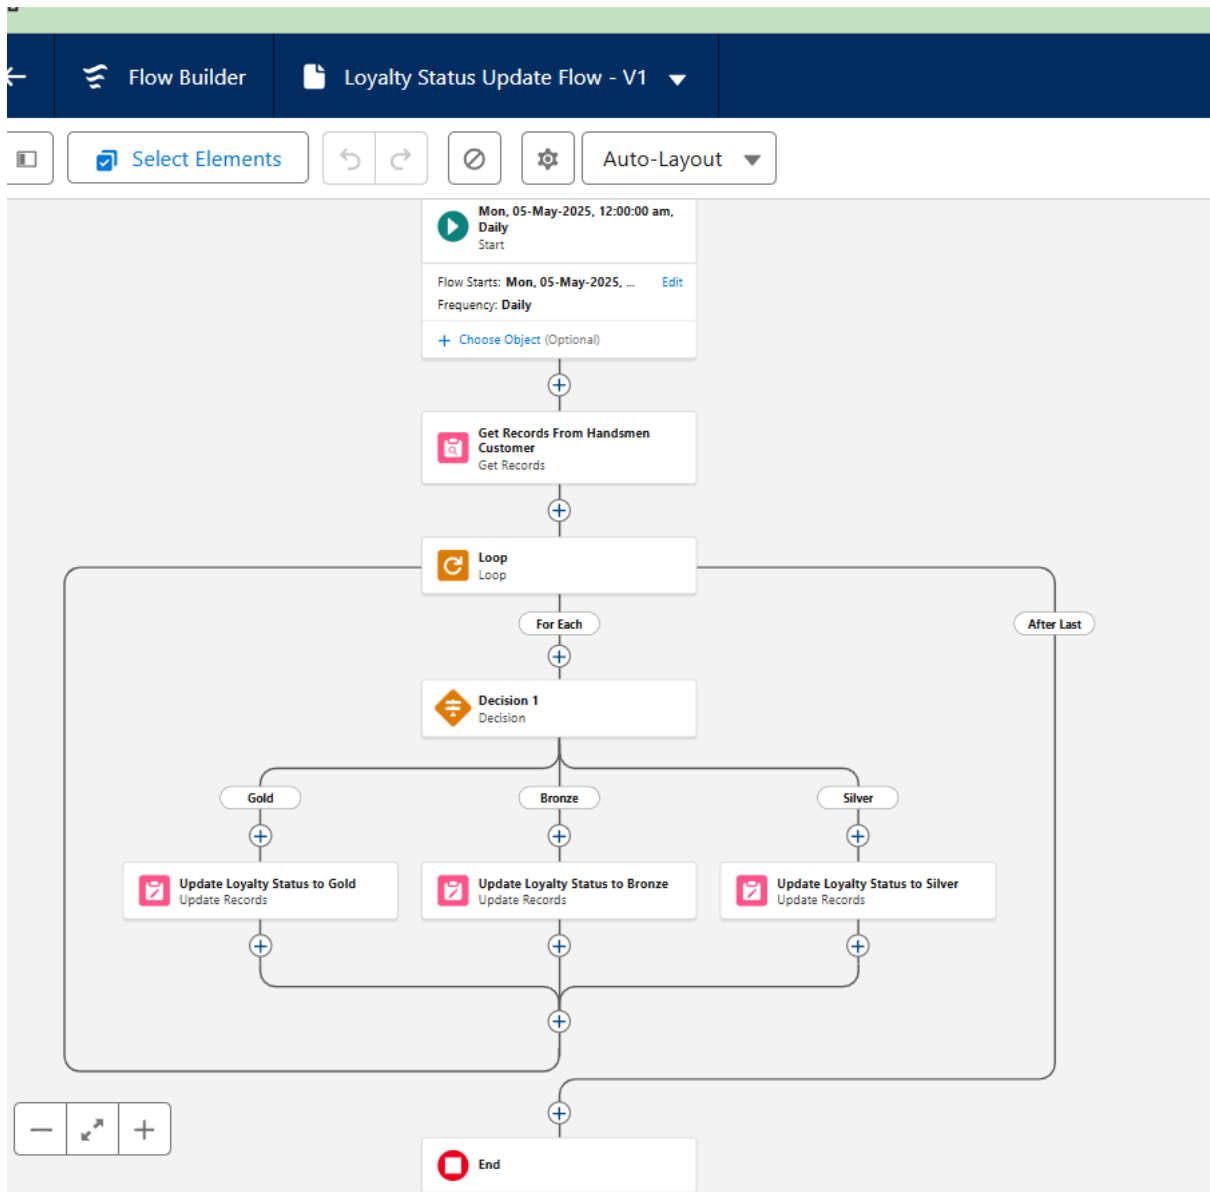 Flow Builder
Loyalty Status Update Flow - V1
Select Elements
Auto-Layout
Mon, 05-May-2025, 12:00:00 am,
Daily
Start
Flow Starts: Mon, 05-May-2025, ...
Edit
Frequency: Daily
+ Choose Object (Optional)
Get Records From Handsmen
Customer
Get Records
Loop
Loop
For Each
After Last
Decision 1
Decision
Gold
Bronze
Silver
Update Loyalty Status to Gold
Update Records
Update Loyalty Status to Bronze
Update Records
Update Loyalty Status to Silver
Update Records
End